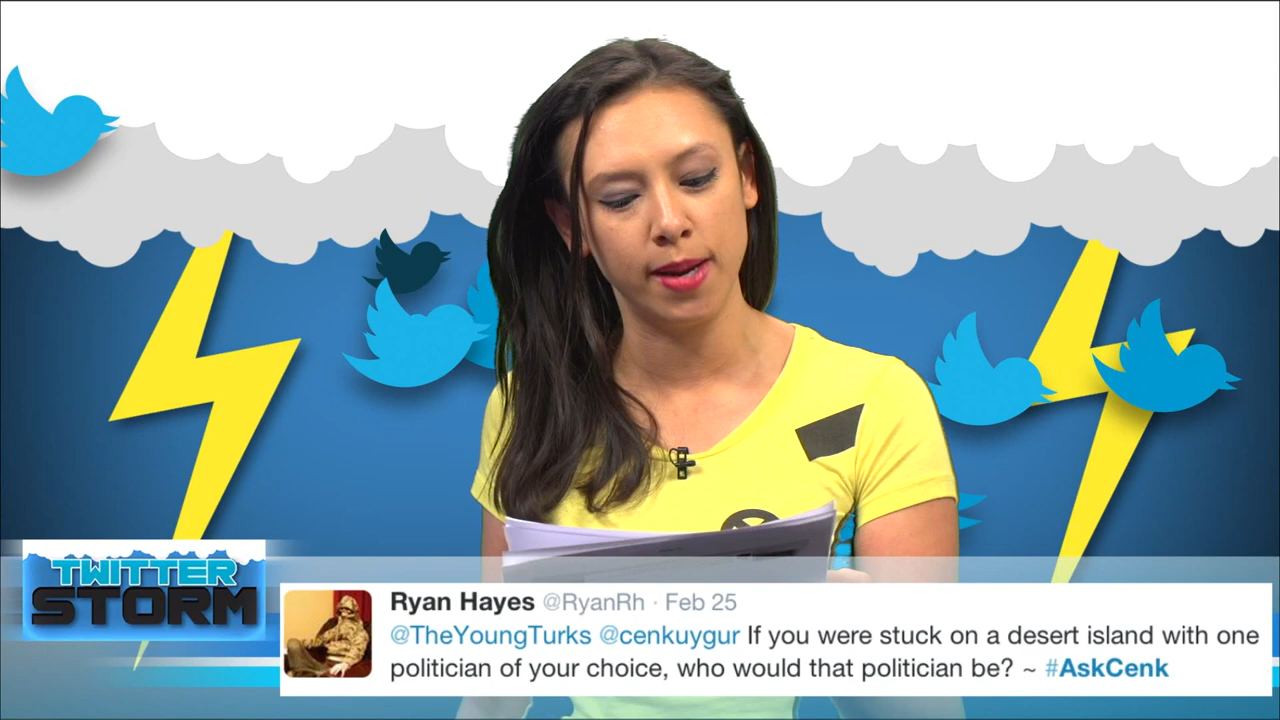 TWITTER
STORM
Ryan Hayes @RyanRh · Feb 25
@TheYoungTurks @cenkuygur If you were stuck on a desert island with one
politician of your choice, who would that politician be? ~ #AskCenk